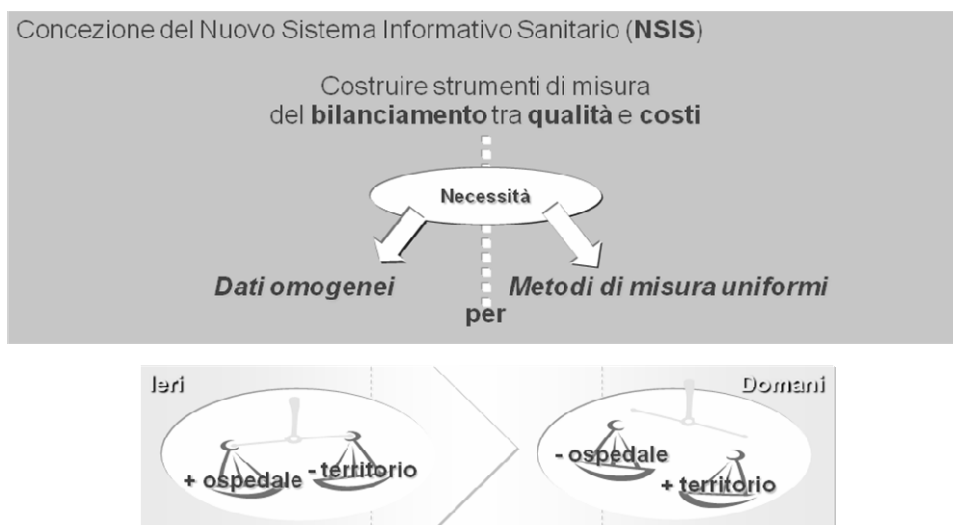 Concezione del Nuovo Sistema Informativo Sanitario (NSIS)
Costruire strumenti di misura
del bilanciamento tra qualità e costi
Necessità
Dati omogenei
Metodi di misura uniformi
per
Ieri
Domani
+ ospedale
- territorio
- ospedale
+ territorio